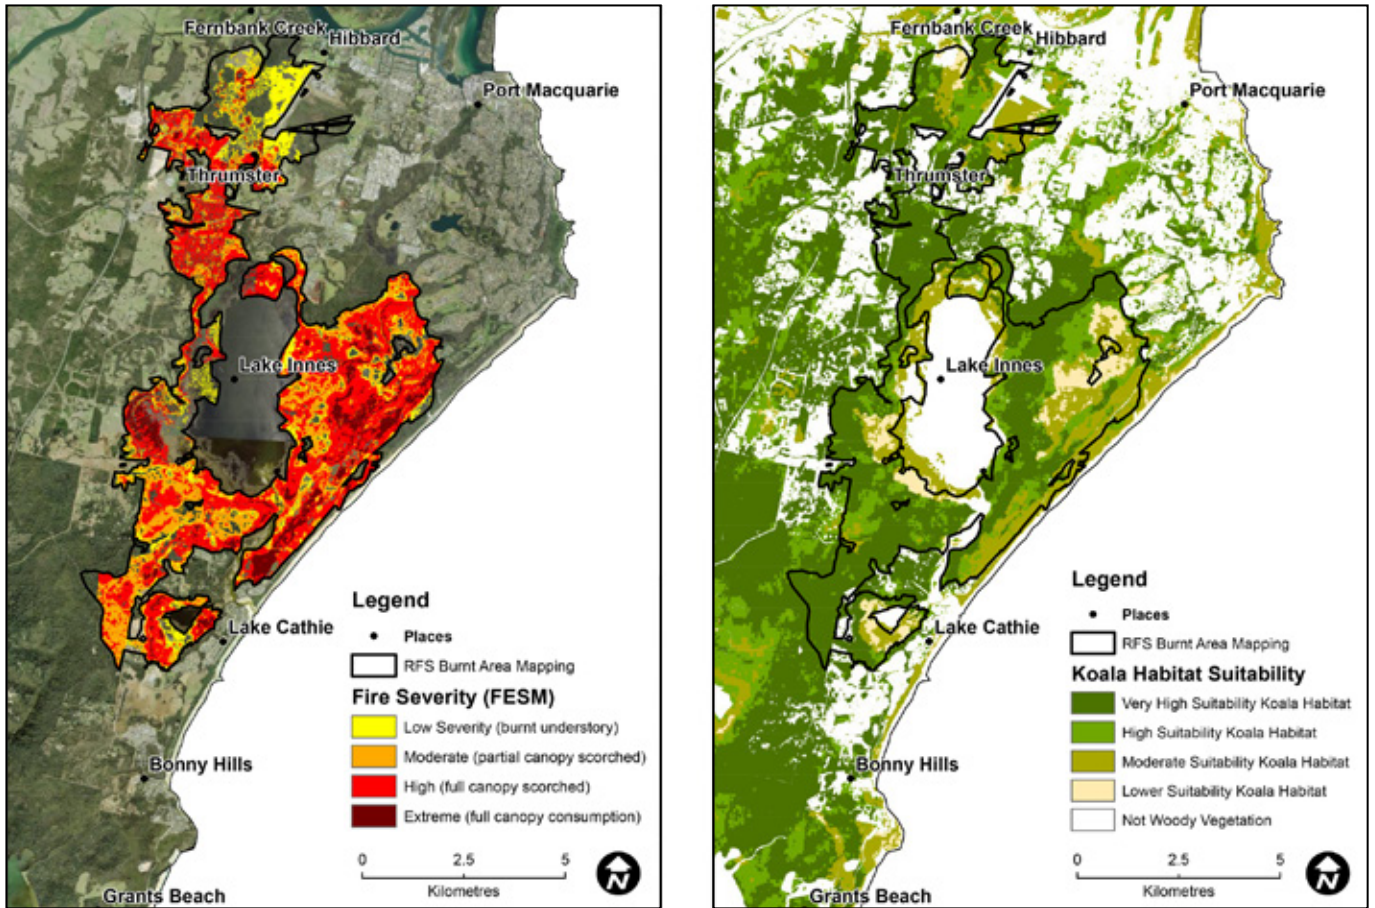 Fernbank Creek
Hibbard
Port Macquarie
Thrumster
Lake Innes
Lake Cathie
Bonny Hills
Grants Beach
Legend
Places
RFS Burnt Area Mapping
Fire Severity (FESM)
Low Severity (burnt understory)
Moderate (partial canopy scorched)
High (full canopy scorched)
Extreme (full canopy consumption)
0 2.5 5
Kilometres
N
Fernbank Creek
Hibbard
Port Macquarie
Thrumster
Lake Innes
Lake Cathie
Bonny Hills
Grants Beach
Legend
Places
RFS Burnt Area Mapping
Koala Habitat Suitability
Very High Suitability Koala Habitat
High Suitability Koala Habitat
Moderate Suitability Koala Habitat
Lower Suitability Koala Habitat
Not Woody Vegetation
0 2.5 5
Kilometres
N